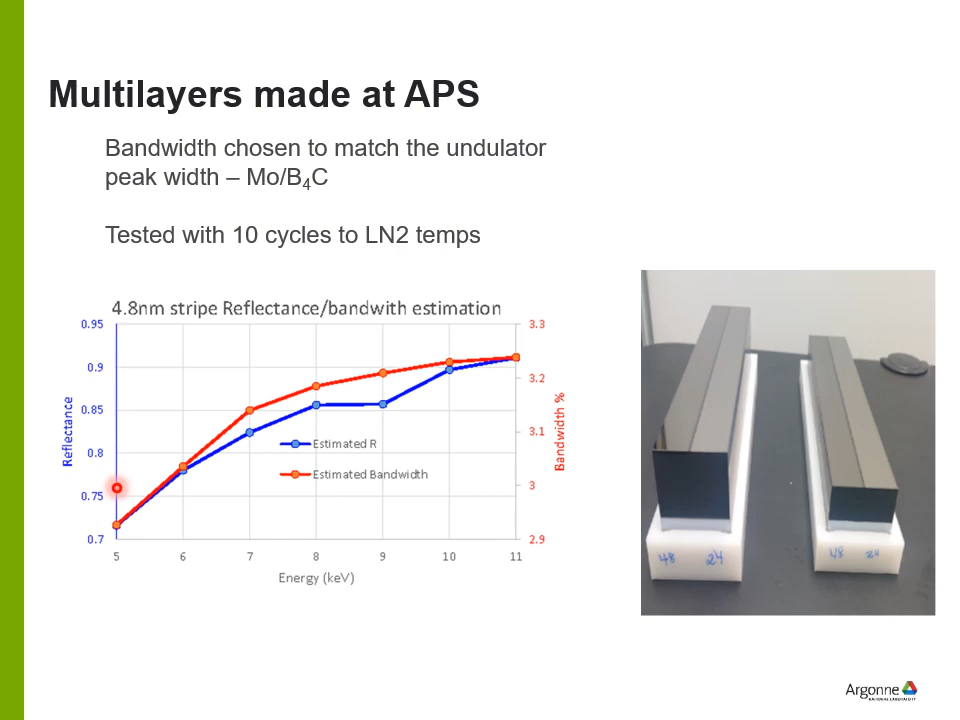 Multilayers made at APS
Bandwidth chosen to match the undulator
peak width – Mo/B₄C
Tested with 10 cycles to LN2 temps
4.8nm stripe Reflectance/bandwith estimation
0.95
0.9
0.85
0.8
0.75
0.7
Reflectance
3.3
3.2
3.1
3
2.9
Bandwidth %
Estimated R
Estimated Bandwidth
5 6 7 8 9 10 11
Energy (keV)
48 24
48 24
Argonne
NATIONAL LABORATORY